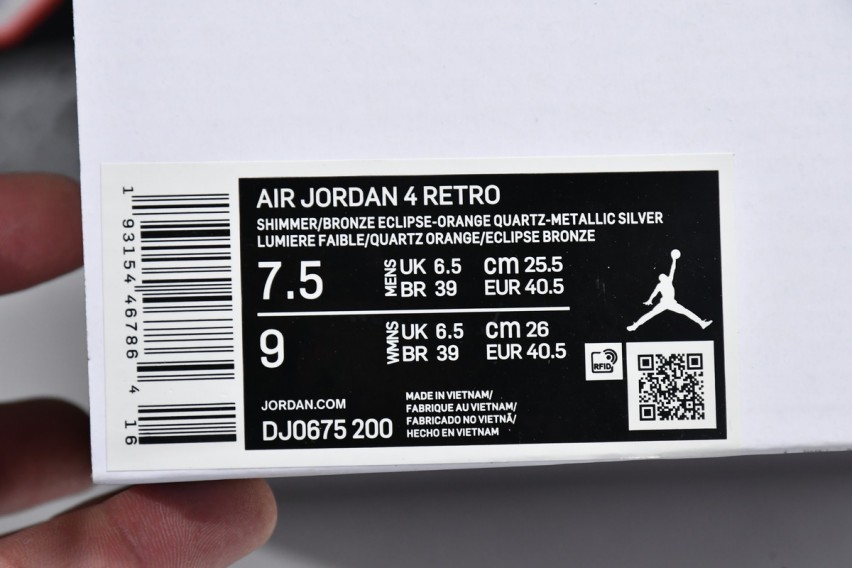 AIR JORDAN 4 RETRO
SHIMMER/BRONZE ECLIPSE-ORANGE QUARTZ-METALLIC SILVER
LUMIERE FAIBLE/QUARTZ ORANGE/ECLIPSE BRONZE
7.5 MENS UK 6.5 CM 25.5
BR 39 EUR 40.5
9 WMNS UK 6.5 CM 26
BR 39 EUR 40.5
RFID
JORDAN.COM
DJ0675 200
MADE IN VIETNAM/
FABRIQUE AU VIETNAM/
FABRICADO NO VIETNÃ/
HECHO EN VIETNAM
1 93154 46786 4 16